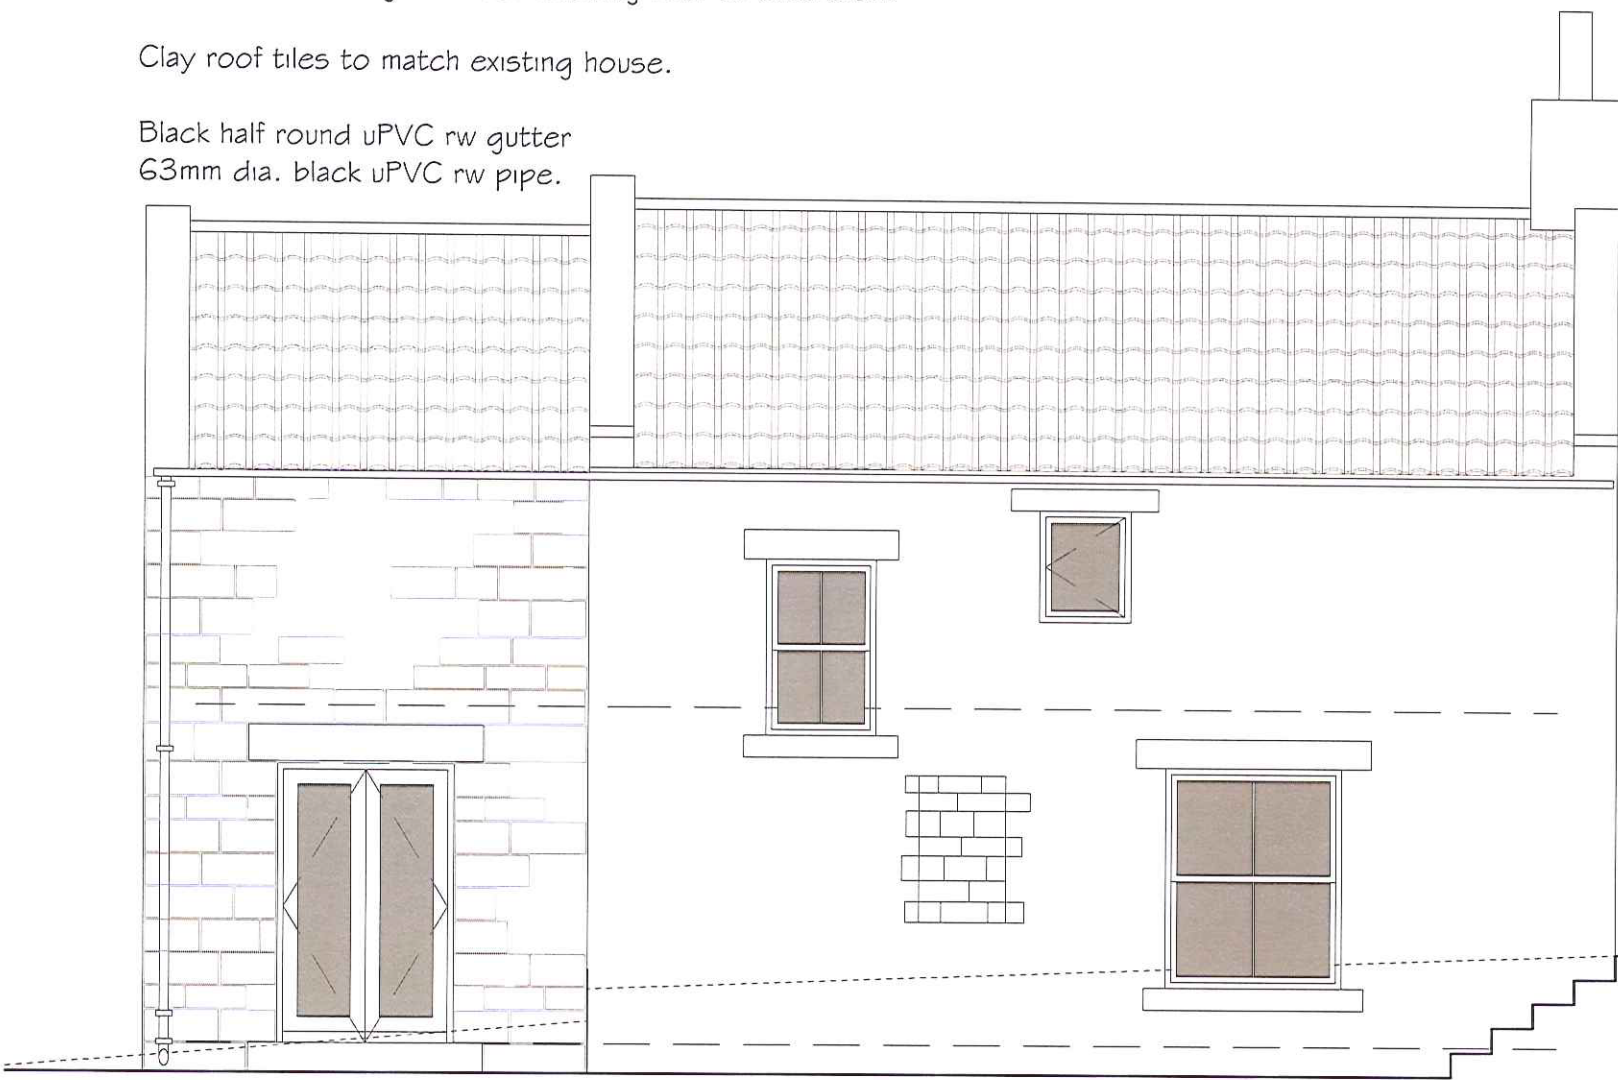 Clay roof tiles to match existing house.
Black half round uPVC rw gutter
63mm dia. black uPVC rw pipe.